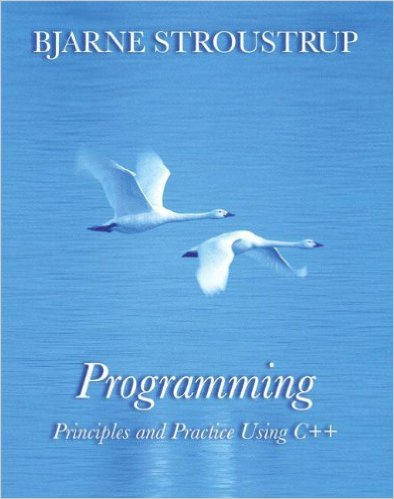 BJARNE STROUSTRUP
Programming
Principles and Practice Using C++